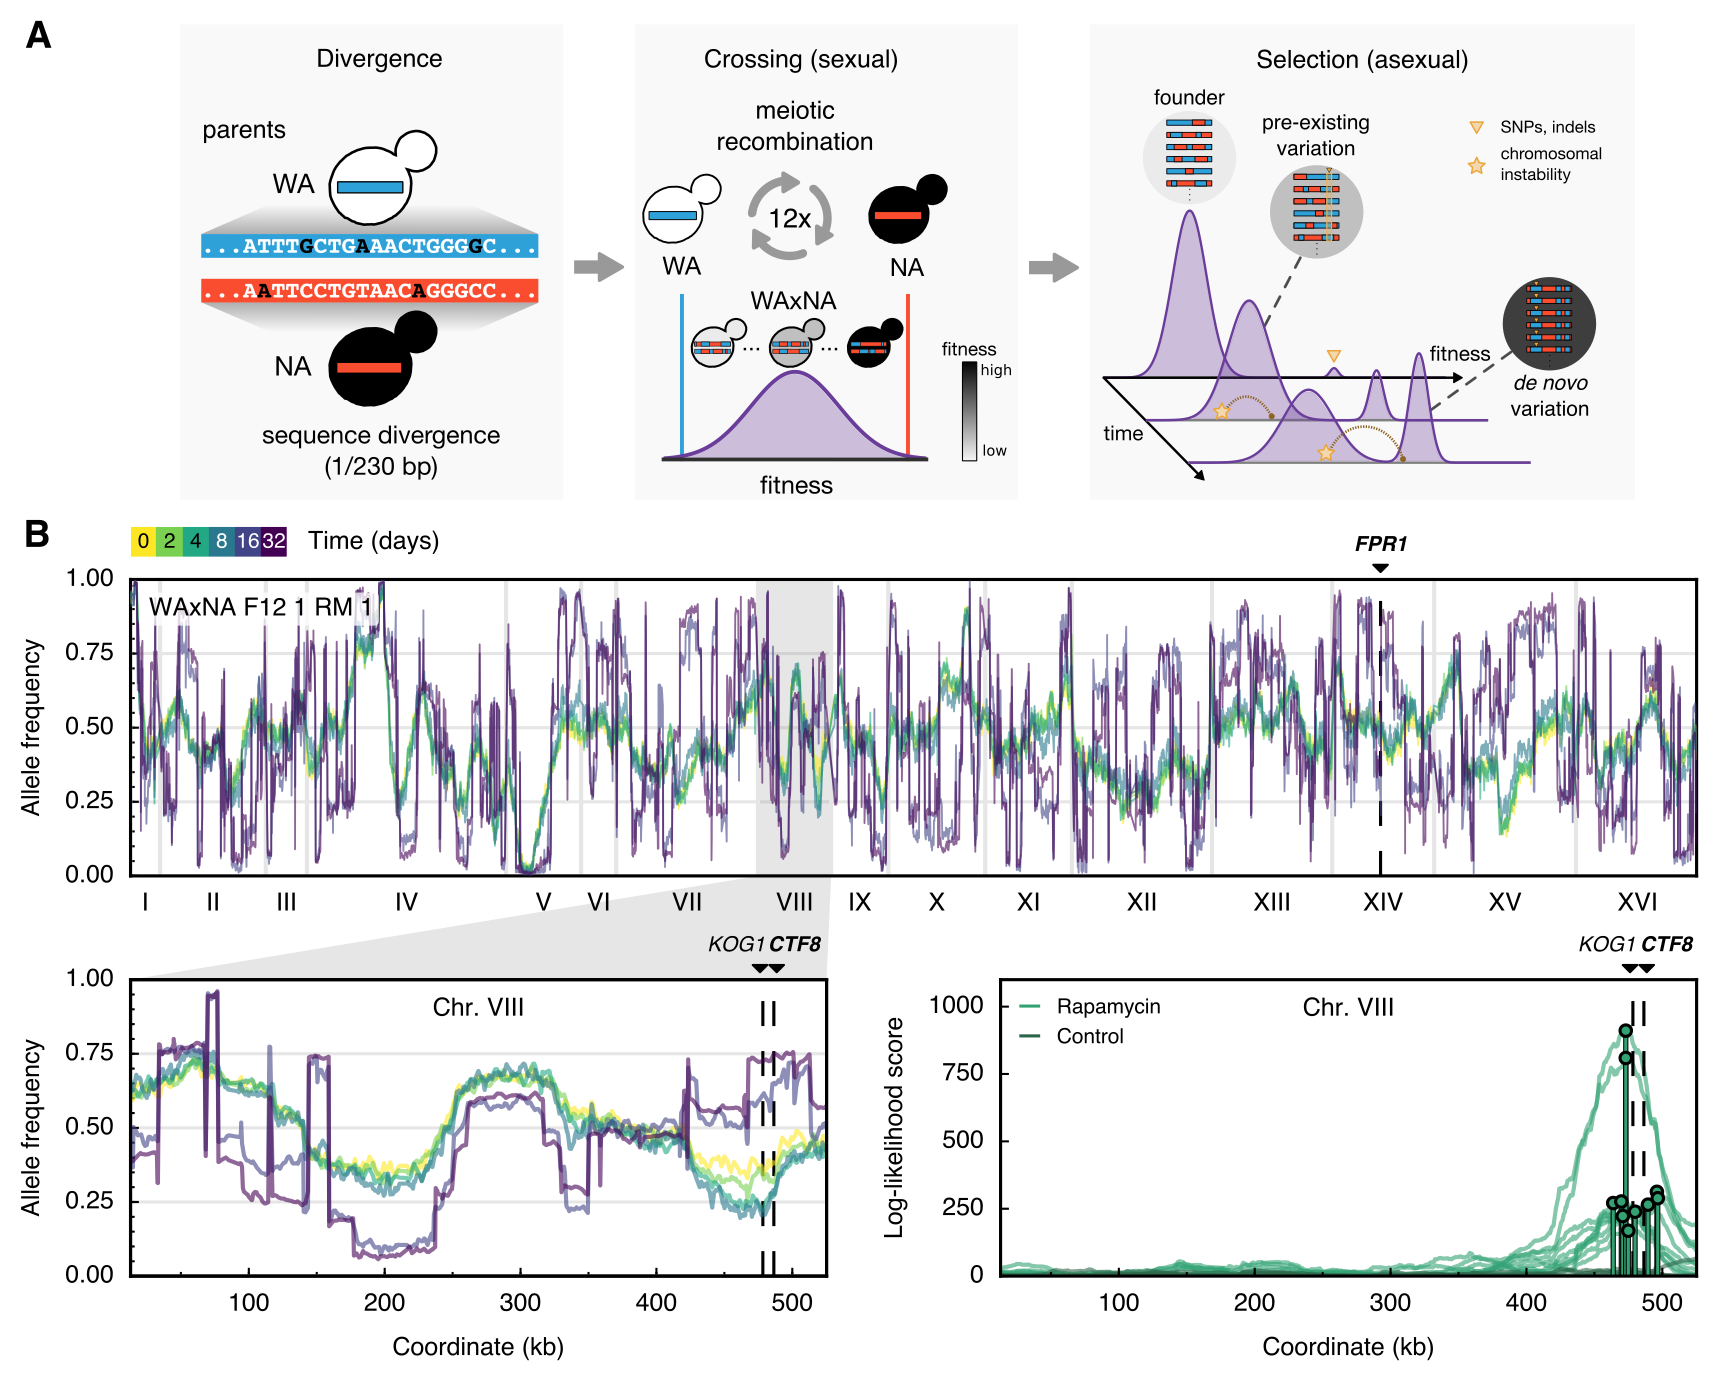 A
Divergence
parents
WA
...ATTTGCTGAAACTGGGGC...
...AATTCCTGTAACAGGGCC...
NA
sequence divergence
(1/230 bp)
Crossing (sexual)
meiotic
recombination
12x
WA
NA
WAxNA
... ...
fitness
high
low
fitness
Selection (asexual)
founder
pre-existing
variation
SNPs, indels
chromosomal
instability
fitness
de novo
variation
time
B
0 2 4 8 16 32 Time (days)
FPR1
WAxNA F12 1 RM 1
Allele frequency
1.00
0.75
0.50
0.25
0.00
I II III IV V VI VII VIII IX X XI XII XIII XIV XV XVI
KOG1 CTF8
Chr. VIII
Allele frequency
1.00
0.75
0.50
0.25
0.00
100 200 300 400 500
Coordinate (kb)
KOG1 CTF8
Rapamycin
Control
Chr. VIII
Log-likelihood score
1000
750
500
250
0
100 200 300 400 500
Coordinate (kb)